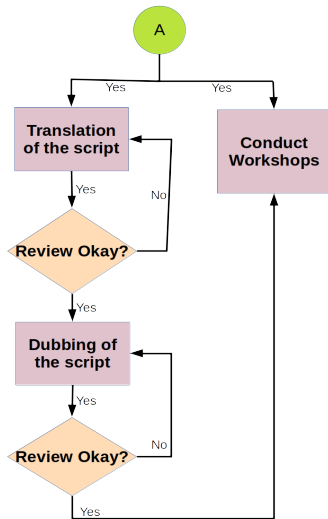 A
Yes
Yes
Translation
of the script
Conduct
Workshops
Yes
No
Review Okay?
Yes
Dubbing of
the script
Yes
No
Review Okay?
Yes